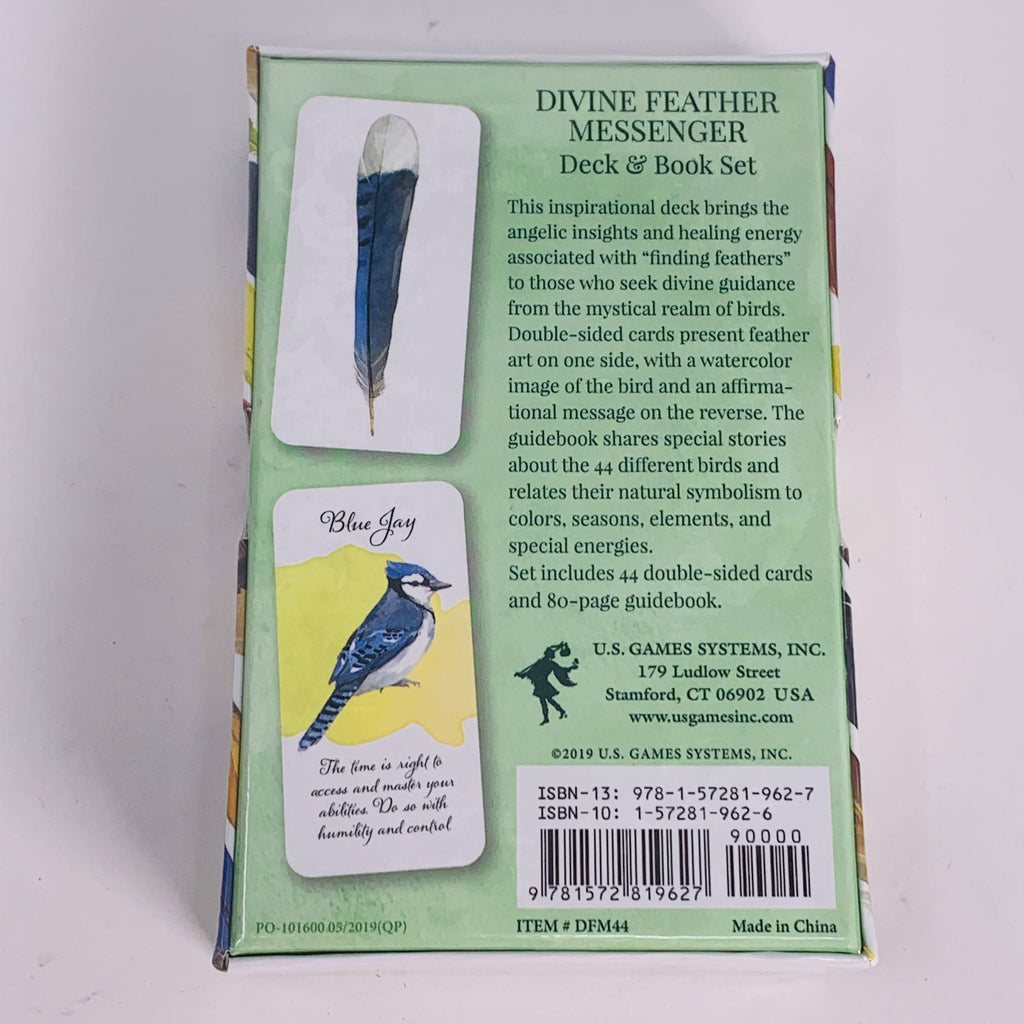 DIVINE FEATHER
MESSENGER
Deck & Book Set
This inspirational deck brings the
angelic insights and healing energy
associated with “finding feathers”
to those who seek divine guidance
from the mystical realm of birds.
Double-sided cards present feather
art on one side, with a watercolor
image of the bird and an affirma-
tional message on the reverse. The
guidebook shares special stories
about the 44 different birds and
relates their natural symbolism to
colors, seasons, elements, and
special energies.
Set includes 44 double-sided cards
and 80-page guidebook.
Blue Jay
The time is right to
access and master your
abilities. Do so with
humility and control
U.S. GAMES SYSTEMS, INC.
179 Ludlow Street
Stamford, CT 06902 USA
www.usgamesinc.com
©2019 U.S. GAMES SYSTEMS, INC.
ISBN-13: 978-1-57281-962-7
ISBN-10: 1-57281-962-6
90000
9 781572 819627
PO-101600 05/2019(QP)
ITEM # DFM44
Made in China